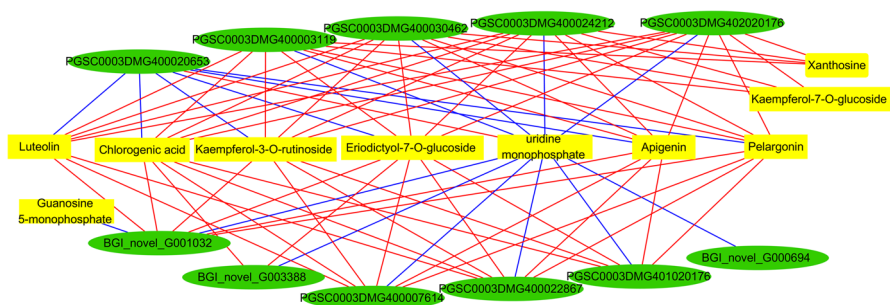 PGSC0003DMG400024212
PGSC0003DMG402020176
PGSC0003DMG400030462
PGSC0003DMG400003119
PGSC0003DMG400020653
Xanthosine
Kaempferol-7-O-glucoside
Luteolin
Chlorogenic acid
Kaempferol-3-O-rutinoside
Eriodictyol-7-O-glucoside
uridine
monophosphate
Apigenin
Pelargonin
Guanosine
5-monophosphate
BGI_novel_G001032
BGI_novel_G000694
BGI_novel_G003388
PGSC0003DMG400007614
PGSC0003DMG400022867
PGSC0003DMG401020176